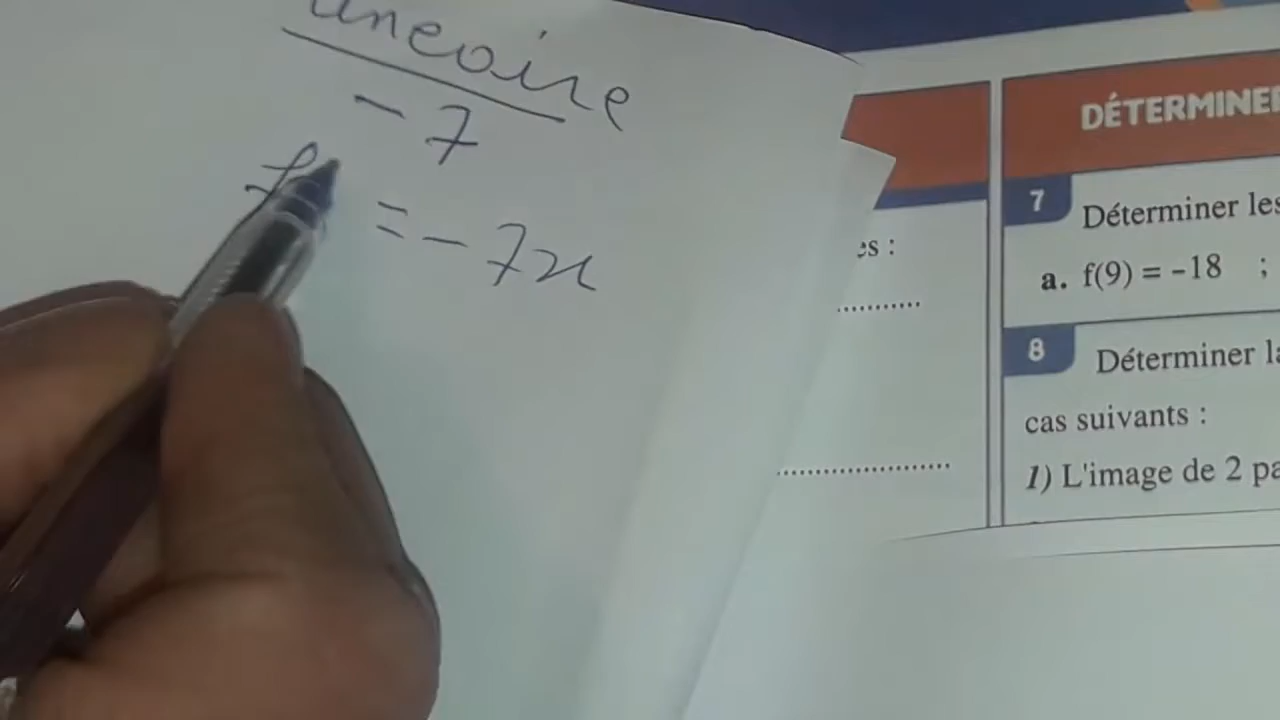 linéaire
- 7
f = - 7x
es :
DÉTERMINE
7 Déterminer les
a. f(9) = -18 ;
8 Déterminer la
cas suivants :
1) L'image de 2 pa